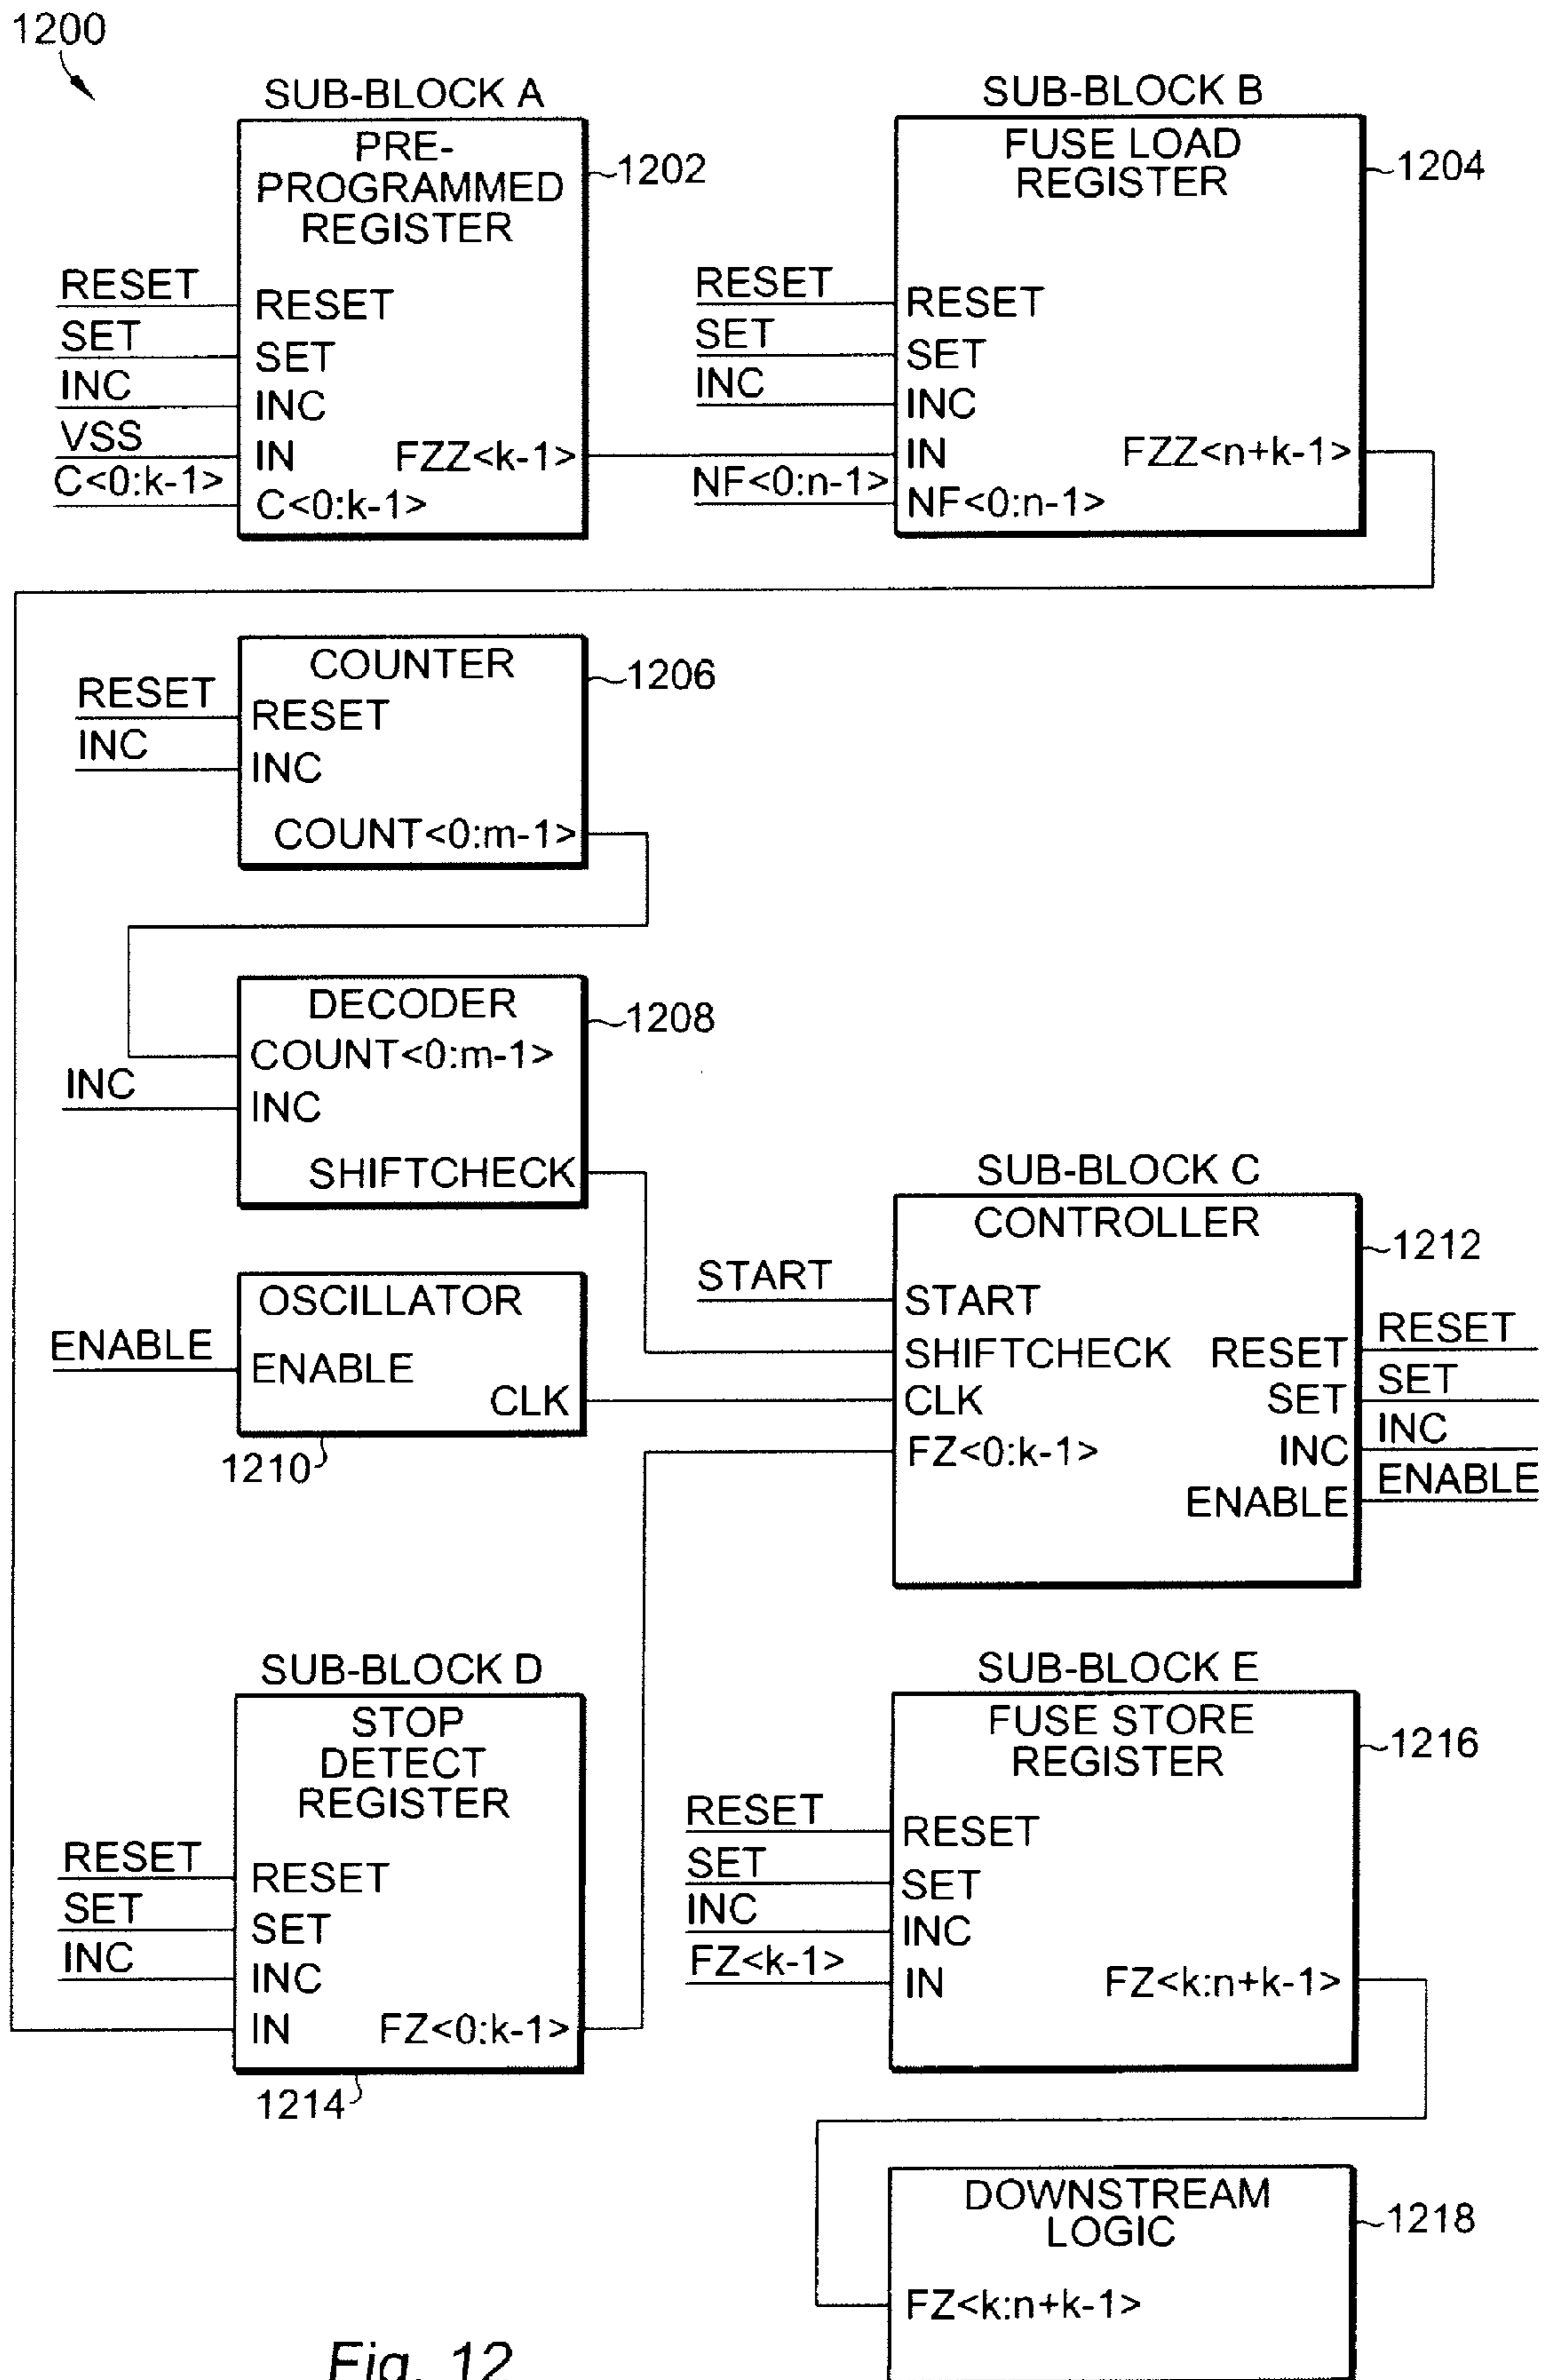 1200
SUB-BLOCK A
PRE-
PROGRAMMED
REGISTER
1202
RESET
SET
INC
VSS
C<0:k-1>
RESET
SET
INC
IN
FZZ<k-1>
C<0:k-1>
SUB-BLOCK B
FUSE LOAD
REGISTER
1204
RESET
SET
INC
NF<0:n-1>
RESET
SET
INC
IN
FZZ<n+k-1>
NF<0:n-1>
COUNTER
1206
RESET
INC
RESET
INC
COUNT<0:m-1>
DECODER
1208
COUNT<0:m-1>
INC
INC
SHIFTCHECK
OSCILLATOR
ENABLE
ENABLE
CLK
1210
SUB-BLOCK C
CONTROLLER
1212
START
START
SHIFTCHECK
CLK
FZ<0:k-1>
RESET
SET
INC
ENABLE
RESET
SET
INC
ENABLE
SUB-BLOCK D
STOP
DETECT
REGISTER
RESET
SET
INC
RESET
SET
INC
IN
FZ<0:k-1>
1214
SUB-BLOCK E
FUSE STORE
REGISTER
1216
RESET
SET
INC
FZ<k-1>
RESET
SET
INC
IN
FZ<k:n+k-1>
DOWNSTREAM
LOGIC
1218
FZ<k:n+k-1>
Fig. 12